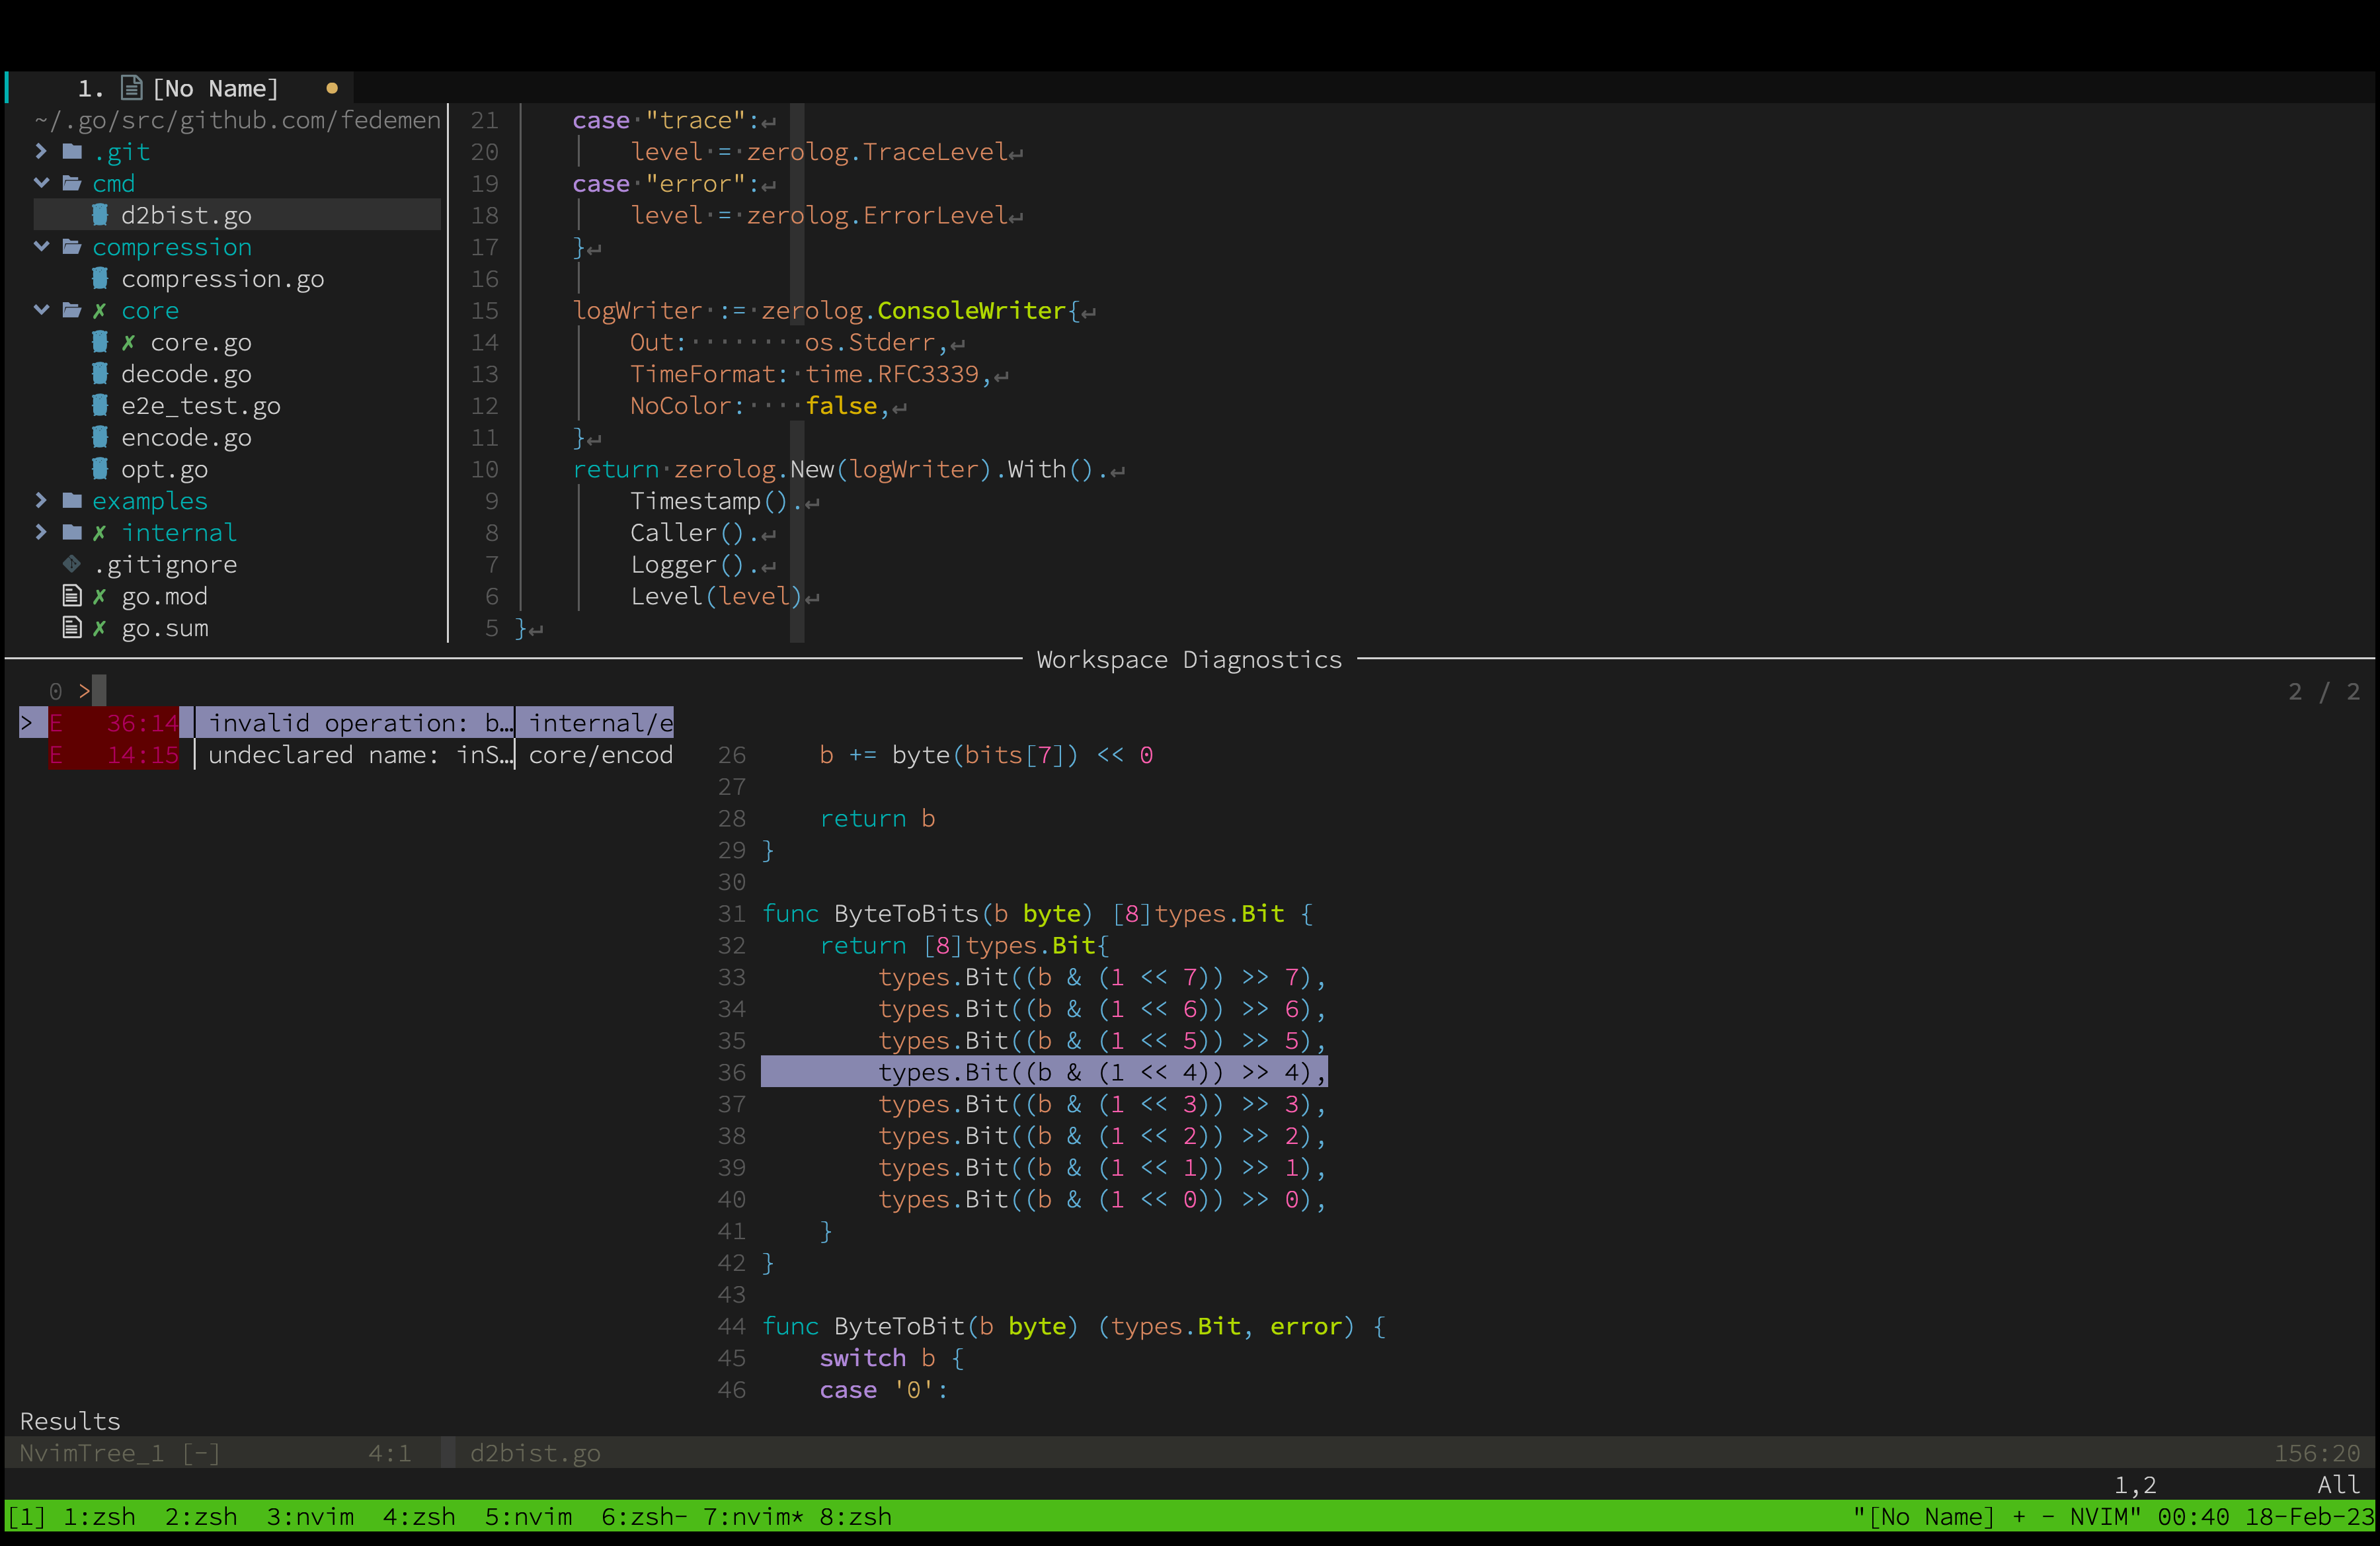 1. [No Name] ●
~/.go/src/github.com/fedemen
.git
cmd
d2bist.go
compression
compression.go
✗ core
✗ core.go
decode.go
e2e_test.go
encode.go
opt.go
examples
✗ internal
.gitignore
✗ go.mod
✗ go.sum
21 case·"trace":↵
20 level·=·zerolog.TraceLevel↵
19 case·"error":↵
18 level·=·zerolog.ErrorLevel↵
17 }↵
16
15 logWriter·:=·zerolog.ConsoleWriter{↵
14 Out:········os.Stderr,↵
13 TimeFormat:·time.RFC3339,↵
12 NoColor:····false,↵
11 }↵
10 return·zerolog.New(logWriter).With().↵
9 Timestamp().↵
8 Caller().↵
7 Logger().↵
6 Level(level)↵
5 }↵
Workspace Diagnostics
0 >
2 / 2
> E 36:14 │ invalid operation: b…│ internal/e
E 14:15 │ undeclared name: inS…│ core/encod
26 b += byte(bits[7]) << 0
27
28 return b
29 }
30
31 func ByteToBits(b byte) [8]types.Bit {
32 return [8]types.Bit{
33 types.Bit((b & (1 << 7)) >> 7),
34 types.Bit((b & (1 << 6)) >> 6),
35 types.Bit((b & (1 << 5)) >> 5),
36 types.Bit((b & (1 << 4)) >> 4),
37 types.Bit((b & (1 << 3)) >> 3),
38 types.Bit((b & (1 << 2)) >> 2),
39 types.Bit((b & (1 << 1)) >> 1),
40 types.Bit((b & (1 << 0)) >> 0),
41 }
42 }
43
44 func ByteToBit(b byte) (types.Bit, error) {
45 switch b {
46 case '0':
Results
NvimTree_1 [-] 4:1 d2bist.go 156:20
1,2 All
[1] 1:zsh 2:zsh 3:nvim 4:zsh 5:nvim 6:zsh- 7:nvim* 8:zsh "[No Name] + - NVIM" 00:40 18-Feb-23